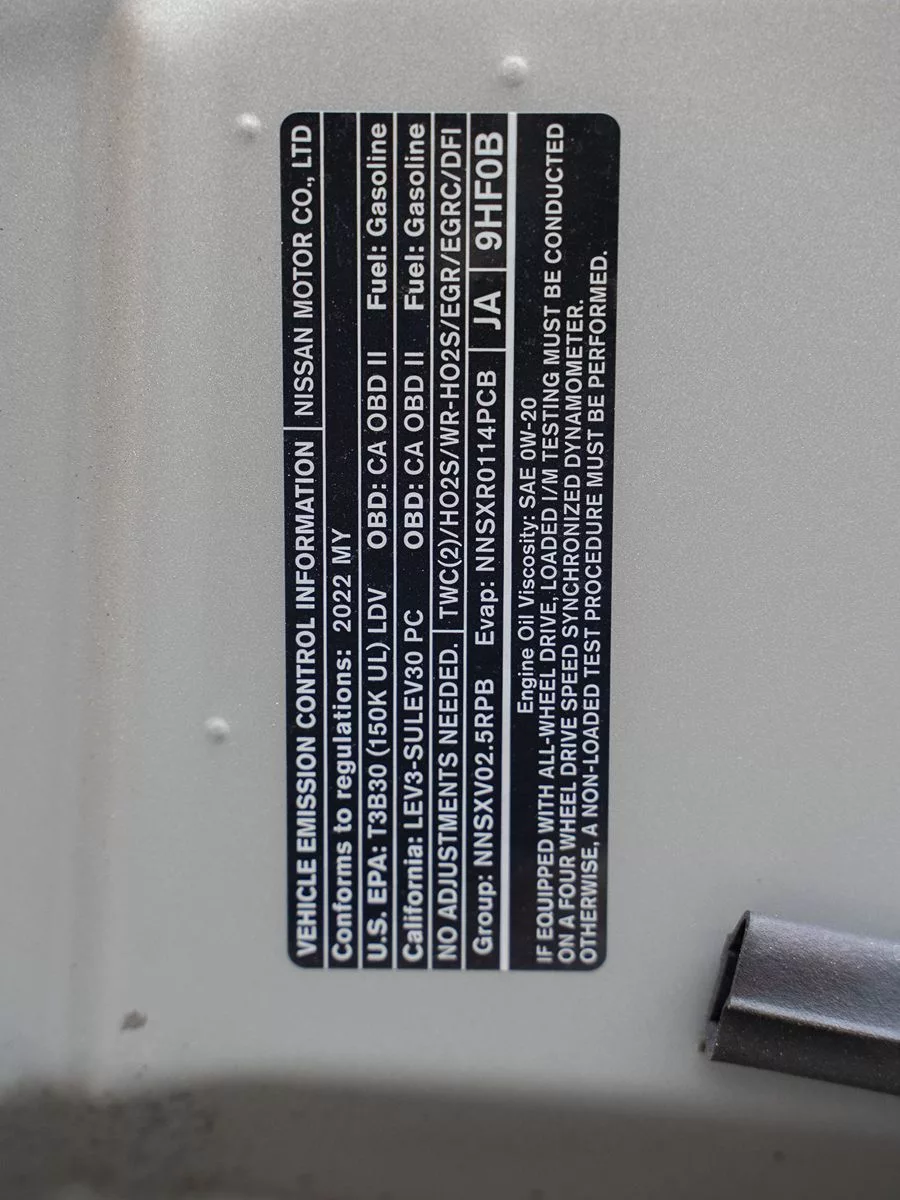 VEHICLE EMISSION CONTROL INFORMATION NISSAN MOTOR CO., LTD
Conforms to regulations: 2022 MY
U.S. EPA: T3B30 (150K UL) LDV OBD: CA OBD II Fuel: Gasoline
California: LEV3-SULEV30 PC OBD: CA OBD II Fuel: Gasoline
NO ADJUSTMENTS NEEDED. TWC(2)/HO2S/WR-HO2S/EGR/EGRC/DFI
Group: NNSXV02.5RPB Evap: NNSXR0114PCB JA 9HF0B
Engine Oil Viscosity: SAE 0W-20
IF EQUIPPED WITH ALL-WHEEL DRIVE, LOADED I/M TESTING MUST BE CONDUCTED
ON A FOUR WHEEL DRIVE SPEED SYNCHRONIZED DYNAMOMETER.
OTHERWISE, A NON-LOADED TEST PROCEDURE MUST BE PERFORMED.